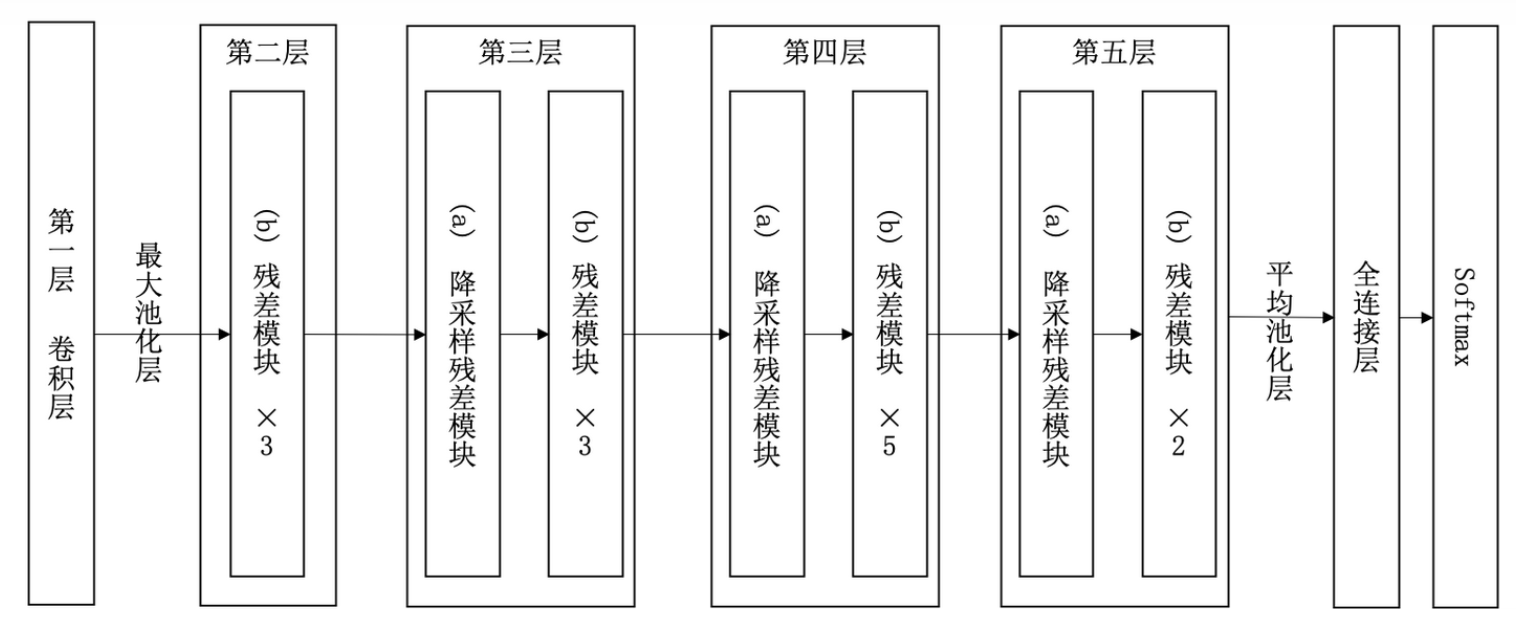 第一层 卷积层
最大池化层
第二层
(b) 残差模块 ×3
第三层
(a) 降采样残差模块
(b) 残差模块 ×3
第四层
(a) 降采样残差模块
(b) 残差模块 ×5
第五层
(a) 降采样残差模块
(b) 残差模块 ×2
平均池化层
全连接层
Softmax